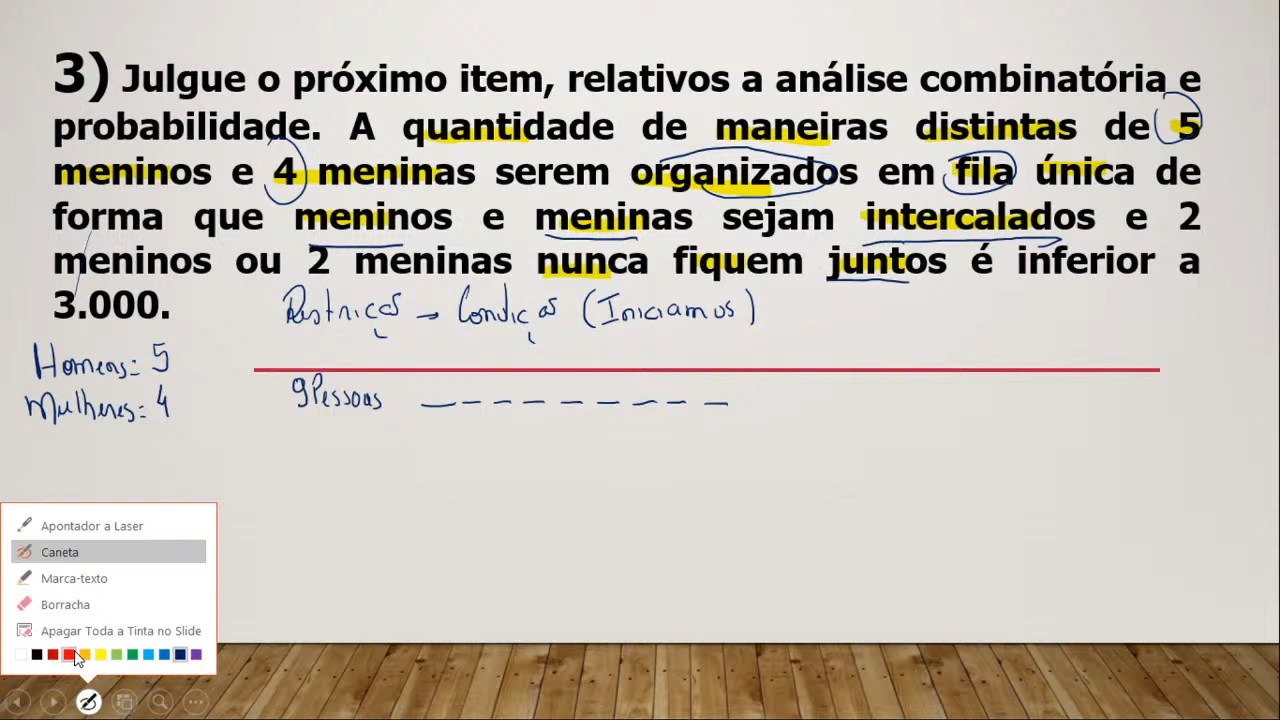 3) Julgue o próximo item, relativos a análise combinatória e
probabilidade. A quantidade de maneiras distintas de 5
meninos e 4 meninas serem organizados em fila única de
forma que meninos e meninas sejam intercalados e 2
meninos ou 2 meninas nunca fiquem juntos é inferior a
3.000.
Restrições → Condições (Iniciamos)
Homens = 5
Mulheres = 4
9 Pessoas
Apontador a Laser
Caneta
Marca-texto
Borracha
Apagar Toda a Tinta no Slide